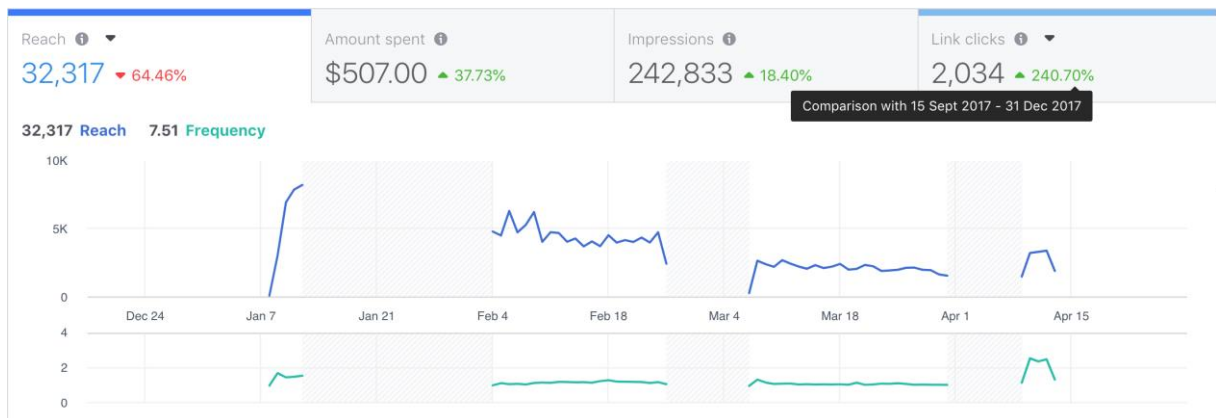 Reach
32,317 64.46%
Amount spent
$507.00 37.73%
Impressions
242,833 18.40%
Link clicks
2,034 240.70%
Comparison with 15 Sept 2017 - 31 Dec 2017
32,317 Reach 7.51 Frequency
10K
5K
0
Dec 24 Jan 7 Jan 21 Feb 4 Feb 18 Mar 4 Mar 18 Apr 1 Apr 15
4
2
0